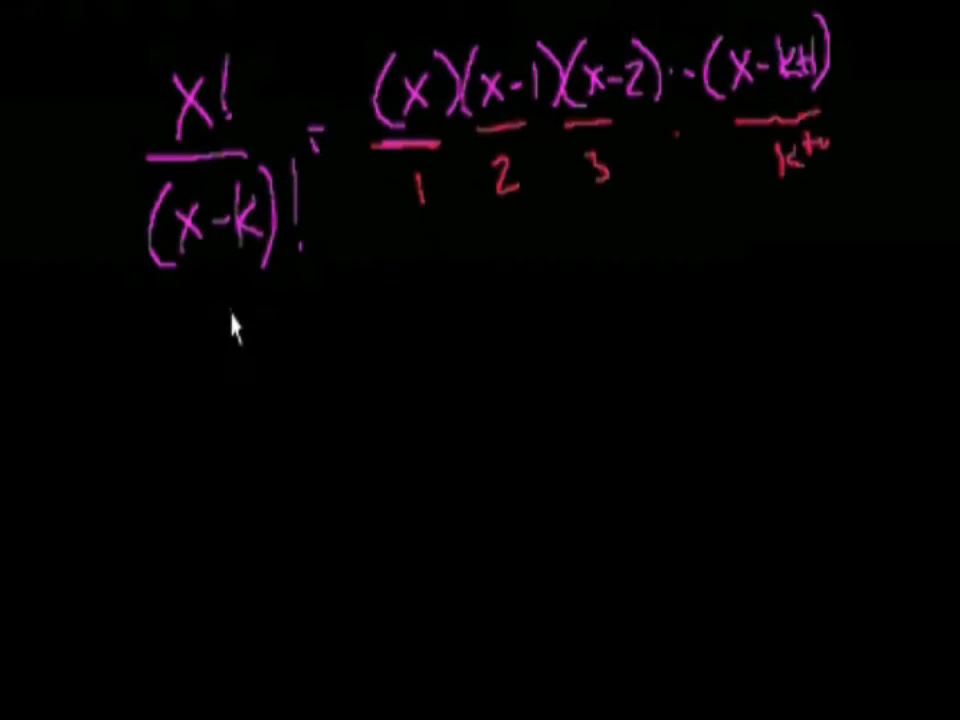 x! / (x-k)! = (x)(x-1)(x-2)··(x-k+1)
1 2 3 · kth